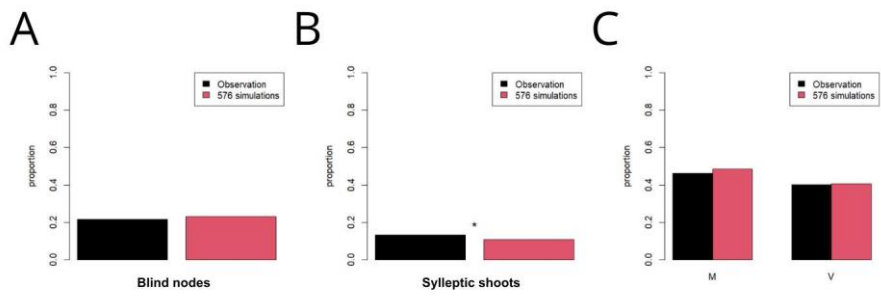 A
proportion
1.0
0.8
0.6
0.4
0.2
0.0
Observation
576 simulations
Blind nodes
B
proportion
1.0
0.8
0.6
0.4
0.2
0.0
Observation
576 simulations
*
Sylleptic shoots
C
proportion
1.0
0.8
0.6
0.4
0.2
0.0
Observation
576 simulations
M V